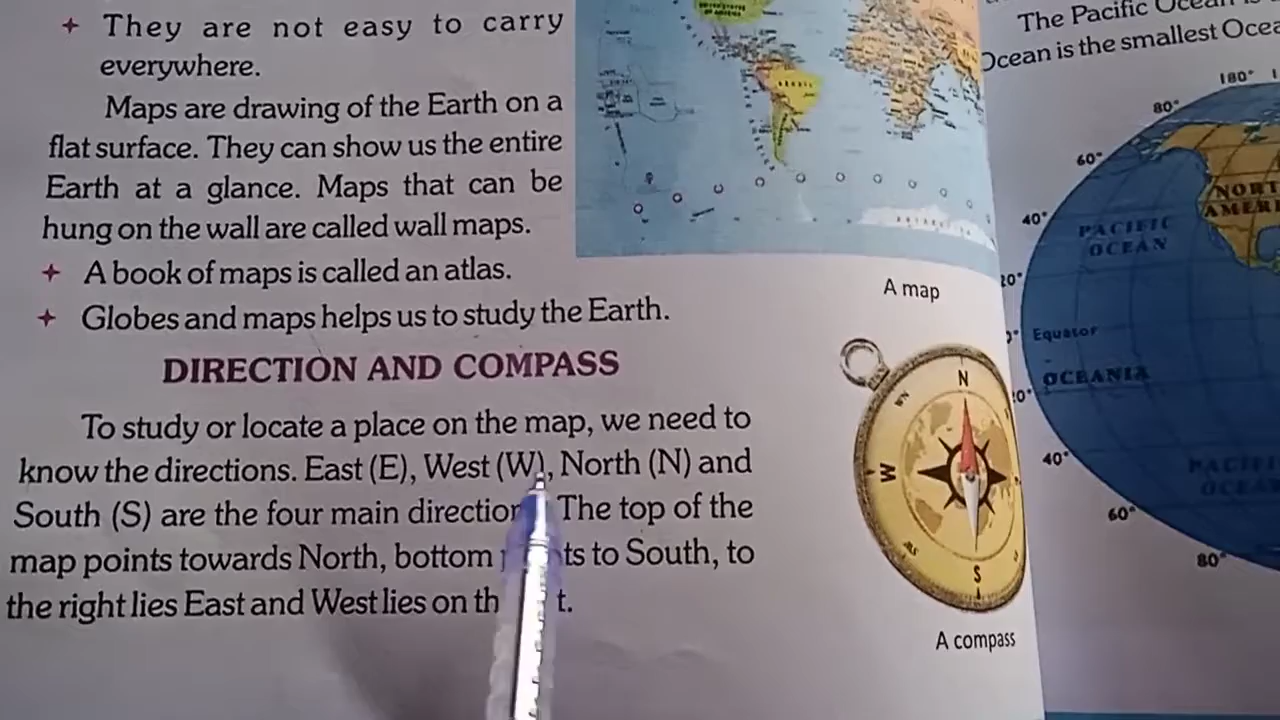 They are not easy to carry
everywhere.
Maps are drawing of the Earth on a
flat surface. They can show us the entire
Earth at a glance. Maps that can be
hung on the wall are called wall maps.
A book of maps is called an atlas.
Globes and maps helps us to study the Earth.
DIRECTION AND COMPASS
To study or locate a place on the map, we need to
know the directions. East (E), West (W), North (N) and
South (S) are the four main direction The top of the
map points towards North, bottom ts to South, to
the right lies East and West lies on th t.
A map
N
W
S
A compass
The Pacific Ocean
Ocean is the smallest
180°
80°
60°
40°
20°
0°
Equator
OCEANIA
40°
60°
80°
PACIFIC
OCEAN
NORT
AMERI
PACIFI
OCEA